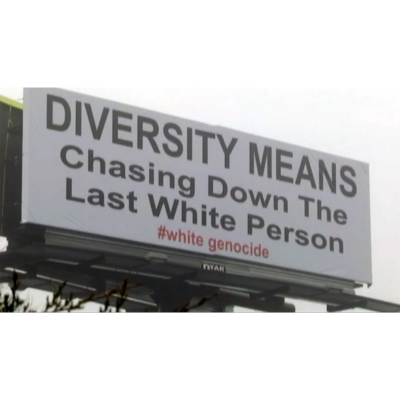 DIVERSITY MEANS
Chasing Down The
Last White Person
#white genocide